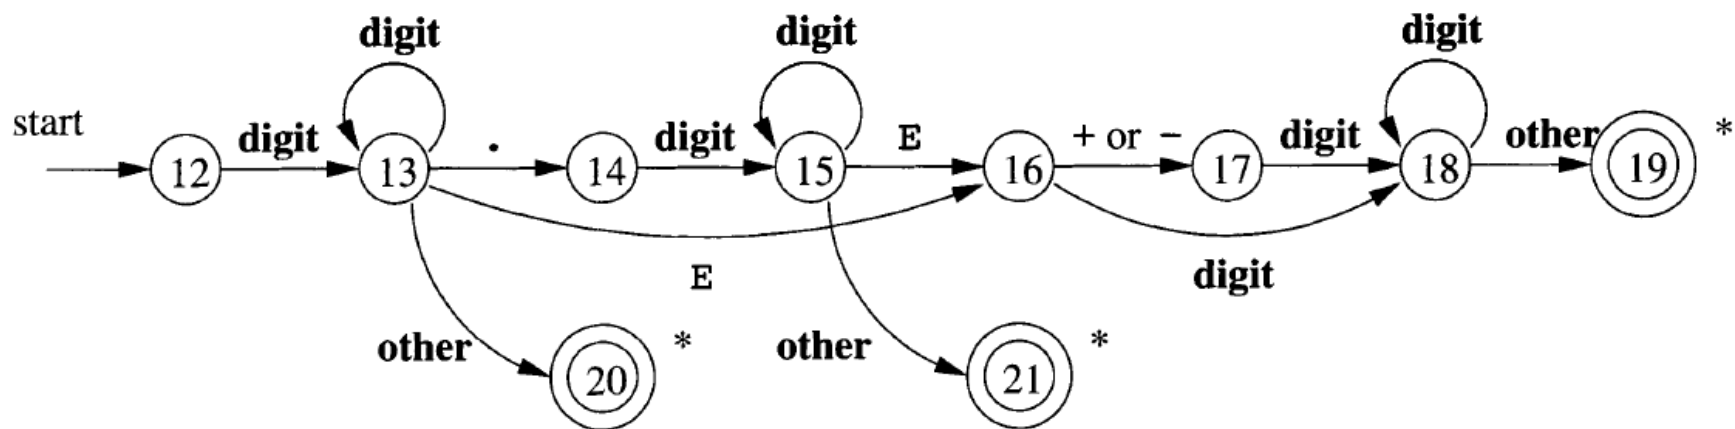 digit digit digit
start digit . digit E + or - digit other *
12 13 14 15 16 17 18 19
E digit
other * other *
20 21